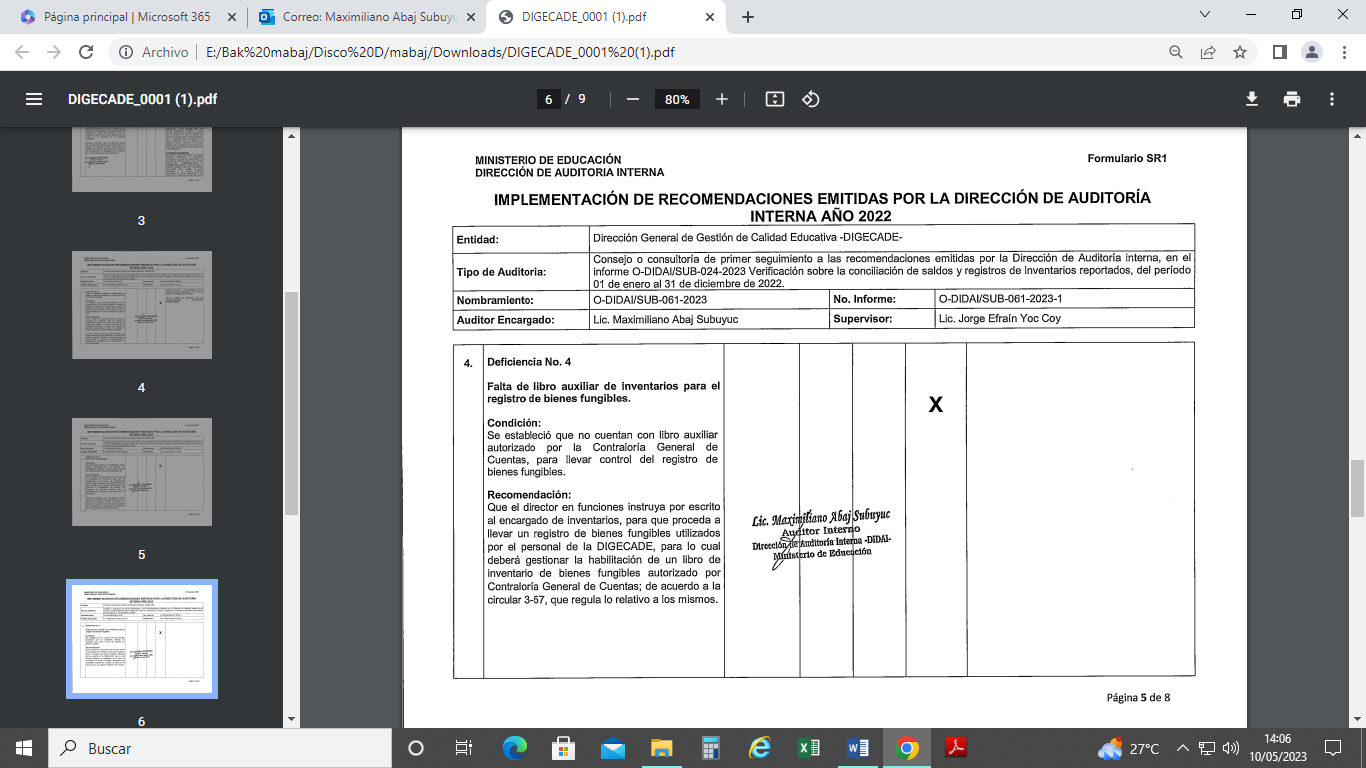 Página principal | Microsoft 365
Correo: Maximiliano Abaj Subuyu
DIGECADE_0001 (1).pdf
Archivo
E:/Bak%20mabaj/Disco%20D/mabaj/Downloads/DIGECADE_0001%20(1).pdf
DIGECADE_0001 (1).pdf
6 / 9
80%
3
4
5
6
MINISTERIO DE EDUCACIÓN
DIRECCIÓN DE AUDITORIA INTERNA
Formulario SR1
IMPLEMENTACIÓN DE RECOMENDACIONES EMITIDAS POR LA DIRECCIÓN DE AUDITORÍA
INTERNA AÑO 2022
Entidad:
Dirección General de Gestión de Calidad Educativa -DIGECADE-
Tipo de Auditoria:
Consejo o consultoría de primer seguimiento a las recomendaciones emitidas por la Dirección de Auditoría interna, en el
informe O-DIDAI/SUB-024-2023 Verificación sobre la conciliación de saldos y registros de inventarios reportados, del período
01 de enero al 31 de diciembre de 2022.
Nombramiento:
O-DIDAI/SUB-061-2023
No. Informe:
O-DIDAI/SUB-061-2023-1
Auditor Encargado:
Lic. Maximiliano Abaj Subuyuc
Supervisor:
Lic. Jorge Efraín Yoc Coy
4.
Deficiencia No. 4
Falta de libro auxiliar de inventarios para el
registro de bienes fungibles.
Condición:
Se estableció que no cuentan con libro auxiliar
autorizado por la Contraloría General de
Cuentas, para llevar control del registro de
bienes fungibles.
Recomendación:
Que el director en funciones instruya por escrito
al encargado de inventarios, para que proceda a
llevar un registro de bienes fungibles utilizados
por el personal de la DIGECADE, para lo cual
deberá gestionar la habilitación de un libro de
inventario de bienes fungibles autorizado por
Contraloría General de Cuentas; de acuerdo a la
circular 3-57, que regula lo relativo a los mismos.
X
Lic. Maximiliano Abaj Subuyuc
Auditor Interno
Dirección de Auditoría Interna -DIDAI-
Ministerio de Educación
Página 5 de 8
Buscar
27°C
14:06
10/05/2023